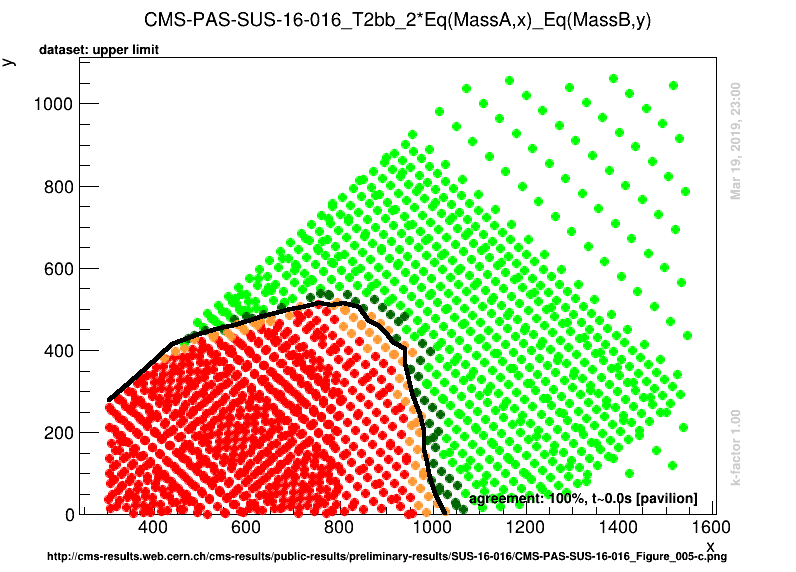 CMS-PAS-SUS-16-016_T2bb_2*Eq(MassA,x)_Eq(MassB,y)
dataset: upper limit
y
1000
800
600
400
200
0
400
600
800
1000
1200
1400
1600
x
agreement: 100%, t~0.0s [pavilion]
Mar 19, 2019, 23:00
k-factor 1.00
http://cms-results.web.cern.ch/cms-results/public-results/preliminary-results/SUS-16-016/CMS-PAS-SUS-16-016_Figure_005-c.png